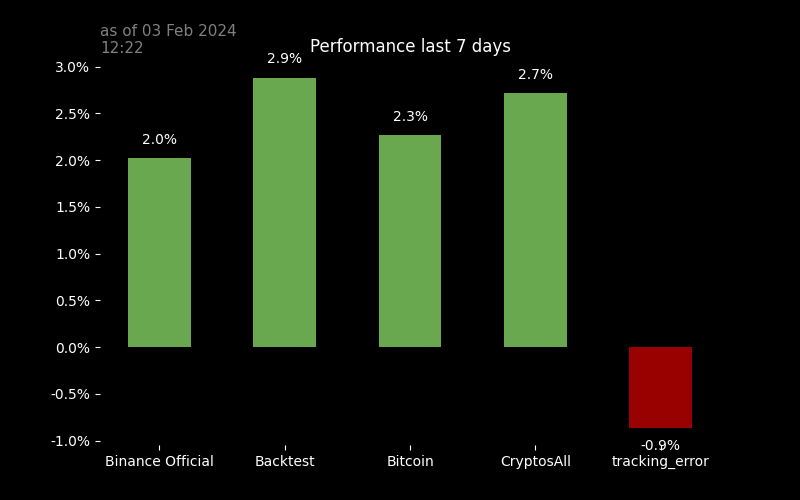 as of 03 Feb 2024
12:22
Performance last 7 days
3.0%
2.5%
2.0%
1.5%
1.0%
0.5%
0.0%
-0.5%
-1.0%
2.0%
2.9%
2.3%
2.7%
-0.9%
Binance Official
Backtest
Bitcoin
CryptosAll
tracking_error